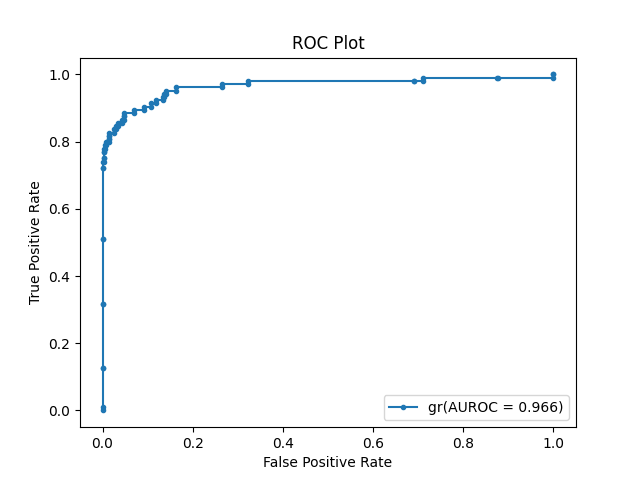 ROC Plot
True Positive Rate
1.0
0.8
0.6
0.4
0.2
0.0
gr(AUROC = 0.966)
0.0 0.2 0.4 0.6 0.8 1.0
False Positive Rate